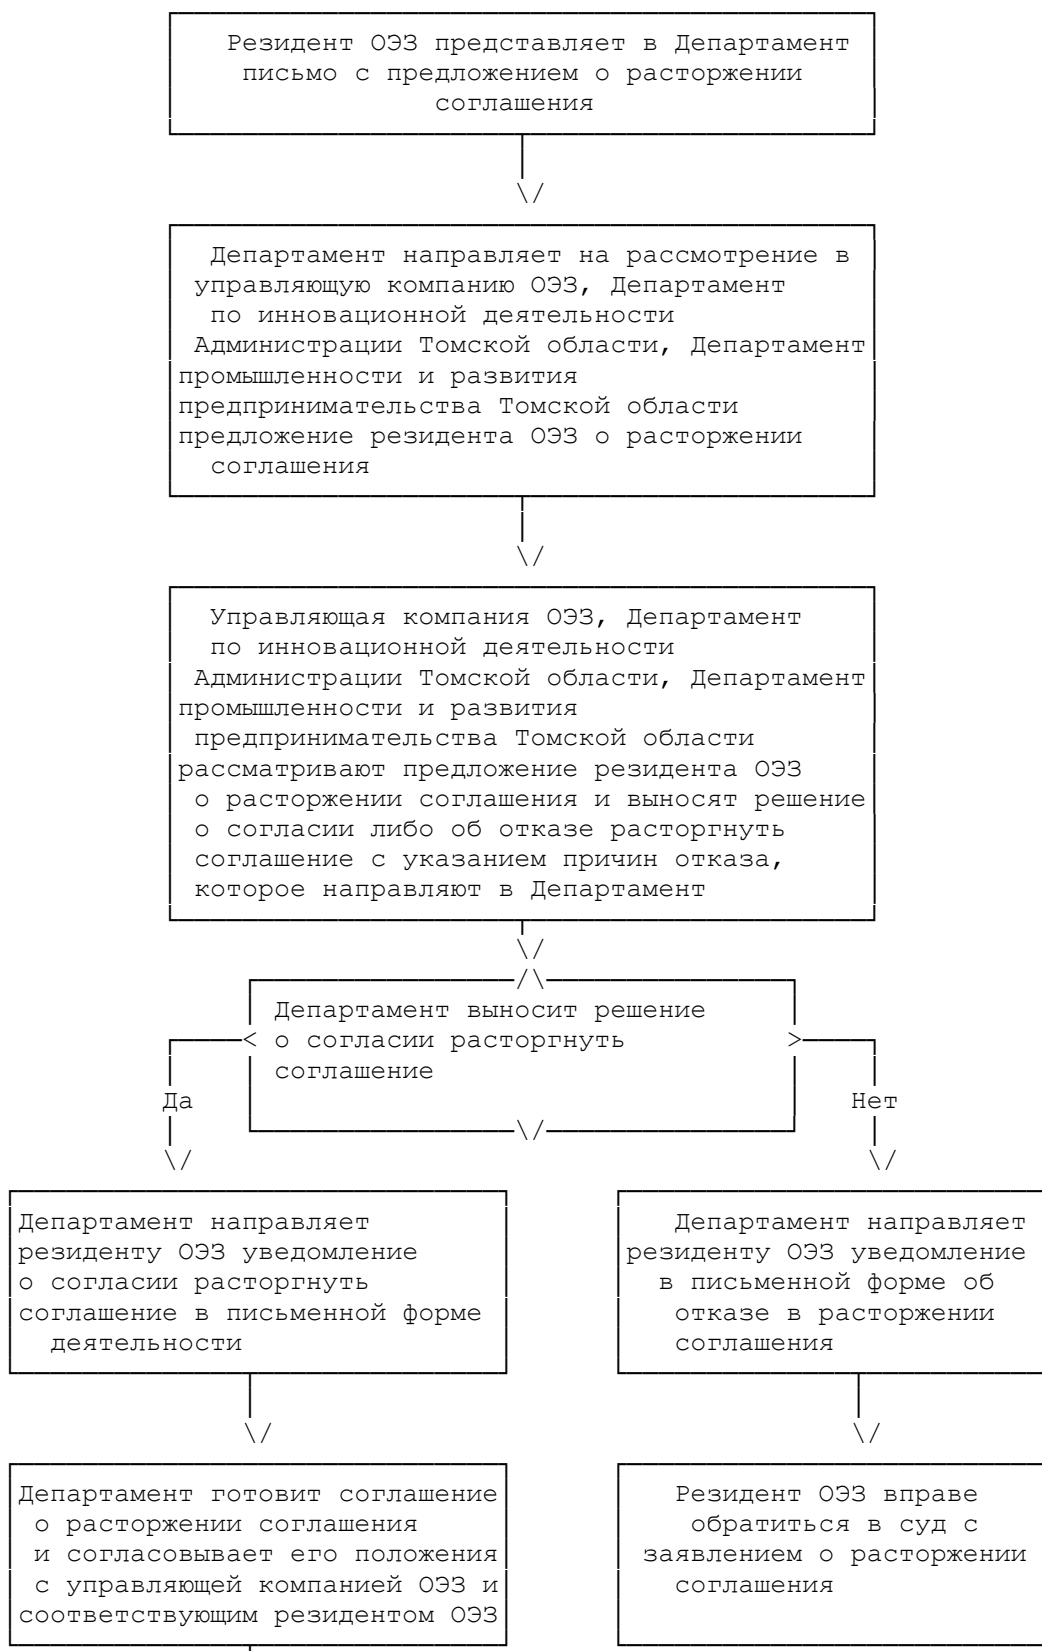 Резидент ОЭЗ представляет в Департамент
письмо с предложением о расторжении
соглашения
Департамент направляет на рассмотрение в
управляющую компанию ОЭЗ, Департамент
по инновационной деятельности
Администрации Томской области, Департамент
промышленности и развития
предпринимательства Томской области
предложение резидента ОЭЗ о расторжении
соглашения
Управляющая компания ОЭЗ, Департамент
по инновационной деятельности
Администрации Томской области, Департамент
промышленности и развития
предпринимательства Томской области
рассматривают предложение резидента ОЭЗ
о расторжении соглашения и выносят решение
о согласии либо об отказе расторгнуть
соглашение с указанием причин отказа,
которое направляют в Департамент
Департамент выносит решение
о согласии расторгнуть
соглашение
Да
Нет
Департамент направляет
резиденту ОЭЗ уведомление
о согласии расторгнуть
соглашение в письменной форме
деятельности
Департамент направляет
резиденту ОЭЗ уведомление
в письменной форме об
отказе в расторжении
соглашения
Департамент готовит соглашение
о расторжении соглашения
и согласовывает его положения
с управляющей компанией ОЭЗ и
соответствующим резидентом ОЭЗ
Резидент ОЭЗ вправе
обратиться в суд с
заявлением о расторжении
соглашения